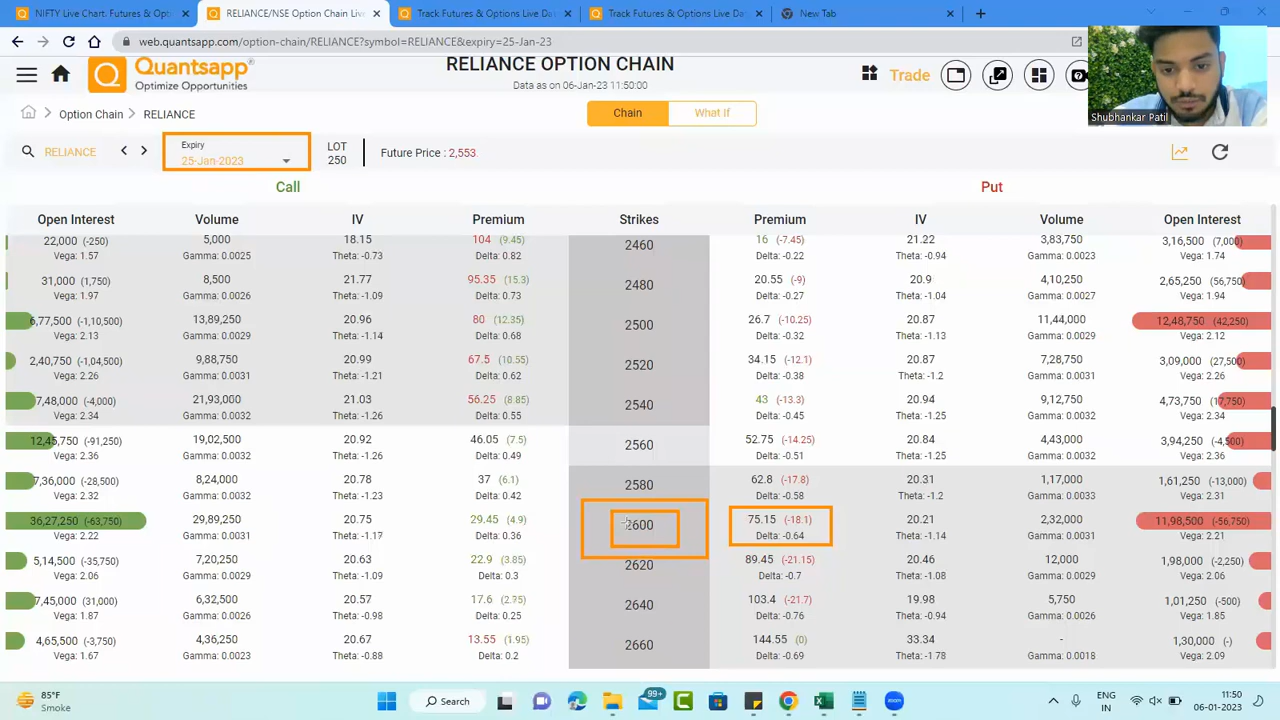 NIFTY Live Charts: Futures & Opti
RELIANCE/NSE Option Chain Live
Track Futures & Options Live Da
Track Futures & Options Live Da
New Tab
web.quantsapp.com/option-chain/RELIANCE?symbol=RELIANCE&expiry=25-Jan-23
Quantsapp
Optimize Opportunities
RELIANCE OPTION CHAIN
Data as on 06-Jan-23 11:50:00
Trade
Shubhankar Patil
Option Chain RELIANCE
Chain What If
RELIANCE
Expiry
25-Jan-2023
LOT
250
Future Price : 2,553
Call Put
Open Interest Volume IV Premium Strikes Premium IV Volume Open Interest
22,000 (-250) 5,000 18.15 104 (9.45) 2460 16 (-7.45) 21.22 3,83,750 3,16,500 (7,000)
Vega: 1.57 Gamma: 0.0025 Theta: -0.73 Delta: 0.82 Delta: -0.22 Theta: -0.94 Gamma: 0.0023 Vega: 1.74
31,000 (1,750) 8,500 21.77 95.35 (15.3) 2480 20.55 (-9) 20.9 4,10,250 2,65,250 (56,750)
Vega: 1.97 Gamma: 0.0026 Theta: -1.09 Delta: 0.73 Delta: -0.27 Theta: -1.04 Gamma: 0.0027 Vega: 1.94
6,77,500 (-1,10,500) 13,89,250 20.96 80 (12.35) 2500 26.7 (-10.25) 20.87 11,44,000 12,48,750 (42,250)
Vega: 2.13 Gamma: 0.0029 Theta: -1.14 Delta: 0.68 Delta: -0.32 Theta: -1.13 Gamma: 0.0029 Vega: 2.12
2,40,750 (-1,04,500) 9,88,750 20.99 67.5 (10.55) 2520 34.15 (-12.1) 20.87 7,28,750 3,09,000 (27,500)
Vega: 2.26 Gamma: 0.0031 Theta: -1.21 Delta: 0.62 Delta: -0.38 Theta: -1.2 Gamma: 0.0031 Vega: 2.26
7,48,000 (-4,000) 21,93,000 21.03 56.25 (8.85) 2540 43 (-13.3) 20.94 9,12,750 4,73,750 (17,750)
Vega: 2.34 Gamma: 0.0032 Theta: -1.26 Delta: 0.55 Delta: -0.45 Theta: -1.25 Gamma: 0.0032 Vega: 2.34
12,45,750 (-91,250) 19,02,500 20.92 46.05 (7.5) 2560 52.75 (-14.25) 20.84 4,43,000 3,94,250 (-4,500)
Vega: 2.36 Gamma: 0.0032 Theta: -1.26 Delta: 0.49 Delta: -0.51 Theta: -1.25 Gamma: 0.0032 Vega: 2.36
7,36,000 (-28,500) 8,24,000 20.78 37 (6.1) 2580 62.8 (-17.8) 20.31 1,17,000 1,61,250 (-13,000)
Vega: 2.32 Gamma: 0.0032 Theta: -1.23 Delta: 0.42 Delta: -0.58 Theta: -1.2 Gamma: 0.0033 Vega: 2.31
36,27,250 (-63,750) 29,89,250 20.75 29.45 (4.9) 2600 75.15 (-18.1) 20.21 2,32,000 11,98,500 (-56,750)
Vega: 2.22 Gamma: 0.0031 Theta: -1.17 Delta: 0.36 Delta: -0.64 Theta: -1.14 Gamma: 0.0031 Vega: 2.21
5,14,500 (-35,750) 7,20,250 20.63 22.9 (3.85) 2620 89.45 (-21.15) 20.46 12,000 1,98,000 (-2,250)
Vega: 2.06 Gamma: 0.0029 Theta: -1.09 Delta: 0.3 Delta: -0.7 Theta: -1.08 Gamma: 0.0029 Vega: 2.06
7,45,000 (31,000) 6,32,500 20.57 17.6 2640 103.4 (-21.7) 19.98 5,750 1,01,250 (-500)
Vega: 1.87 Gamma: 0.0026 Theta: -0.98 Delta: 0.25 Delta: -0.76 Theta: -0.94 Gamma: 0.0026 Vega: 1.85
4,65,500 (-3,750) 4,36,250 20.67 13.55 (1.95) 2660 144.55 (0) 33.34 - 1,30,000 (-)
Vega: 1.67 Gamma: 0.0023 Theta: -0.88 Delta: 0.2 Delta: -0.69 Theta: -1.78 Gamma: 0.0018 Vega: 2.09
85°F
Smoke
Search
99+
ENG
IN
11:50
06-01-2023